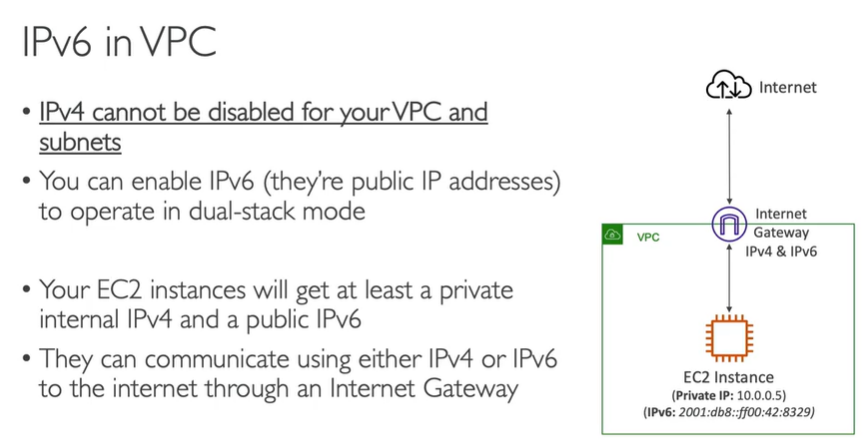 IPv6 in VPC
• IPv4 cannot be disabled for your VPC and
subnets
• You can enable IPv6 (they're public IP addresses)
to operate in dual-stack mode
• Your EC2 instances will get at least a private
internal IPv4 and a public IPv6
• They can communicate using either IPv4 or IPv6
to the internet through an Internet Gateway
Internet
Internet
Gateway
IPv4 & IPv6
VPC
EC2 Instance
(Private IP: 10.0.0.5)
(IPv6: 2001:db8::ff00:42:8329)